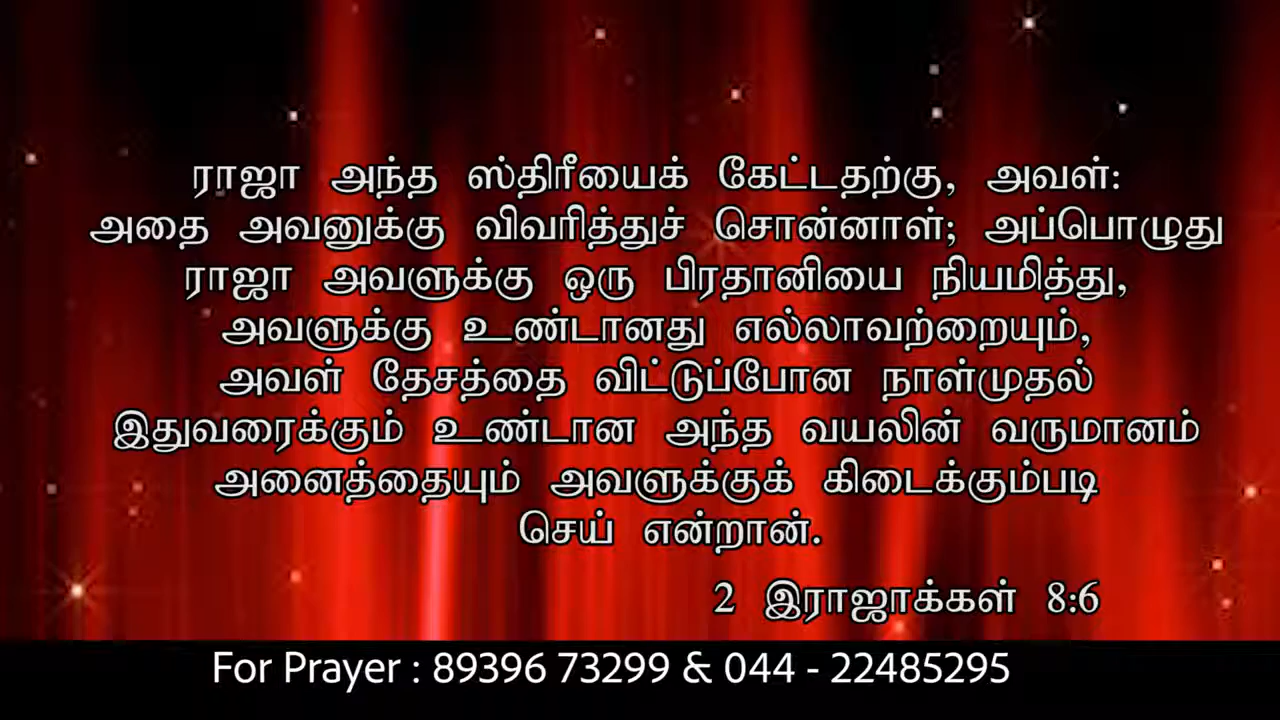 ராஜா அந்த ஸ்திரீயைக் கேட்டதற்கு, அவள்:
அதை அவனுக்கு விவரித்துச் சொன்னாள்; அப்பொழுது
ராஜா அவளுக்கு ஒரு பிரதானியை நியமித்து,
அவளுக்கு உண்டானது எல்லாவற்றையும்,
அவள் தேசத்தை விட்டுப்போன நாள்முதல்
இதுவரைக்கும் உண்டான அந்த வயலின் வருமானம்
அனைத்தையும் அவளுக்குக் கிடைக்கும்படி
செய் என்றான்.
2 இராஜாக்கள் 8:6
For Prayer : 89396 73299 & 044 - 22485295